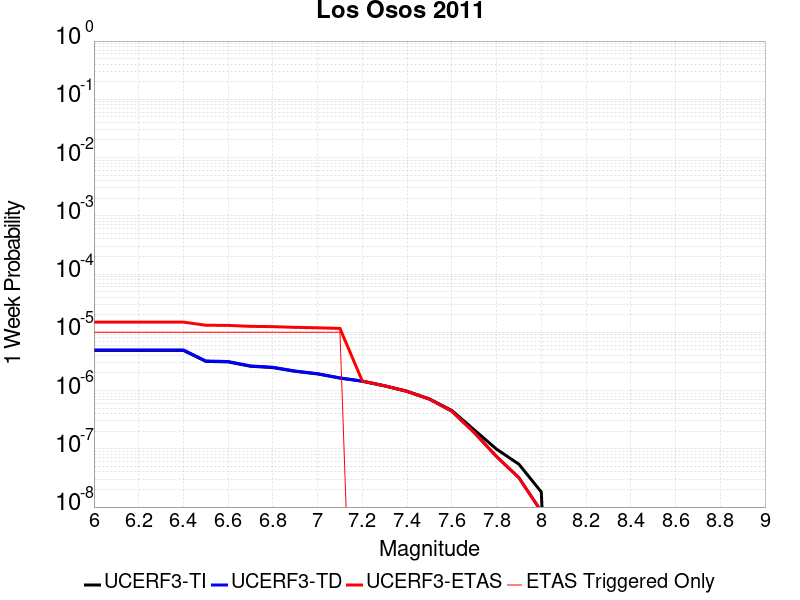 Los Osos 2011
10^0
10^-1
10^-2
10^-3
10^-4
10^-5
10^-6
10^-7
10^-8
1 Week Probability
6 6.2 6.4 6.6 6.8 7 7.2 7.4 7.6 7.8 8 8.2 8.4 8.6 8.8 9
Magnitude
UCERF3-TI UCERF3-TD UCERF3-ETAS ETAS Triggered Only